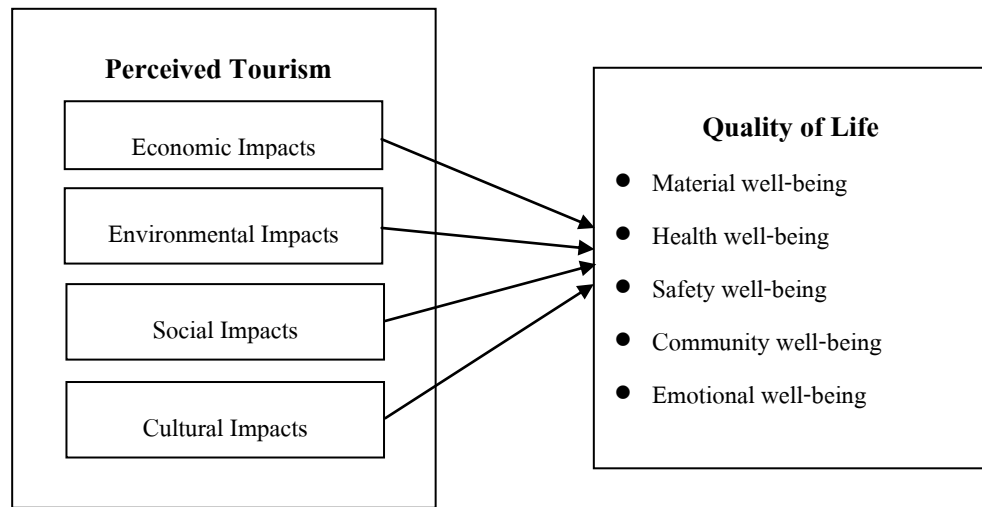 Perceived Tourism
Economic Impacts
Environmental Impacts
Social Impacts
Cultural Impacts
Quality of Life
● Material well-being
● Health well-being
● Safety well-being
● Community well-being
● Emotional well-being